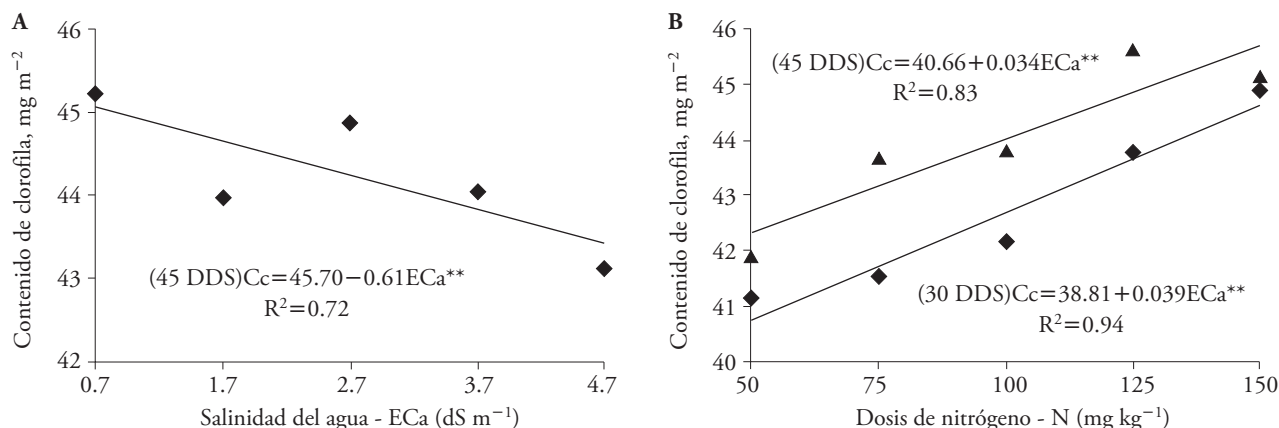 A
Contenido de clorofila, mg m⁻²
46
45
44
43
42
(45 DDS)Cc=45.70−0.61ECa**
R²=0.72
0.7 1.7 2.7 3.7 4.7
Salinidad del agua - ECa (dS m⁻¹)
B
Contenido de clorofila, mg m⁻²
46
45
44
43
42
41
40
(45 DDS)Cc=40.66+0.034ECa**
R²=0.83
(30 DDS)Cc=38.81+0.039ECa**
R²=0.94
50 75 100 125 150
Dosis de nitrógeno - N (mg kg⁻¹)